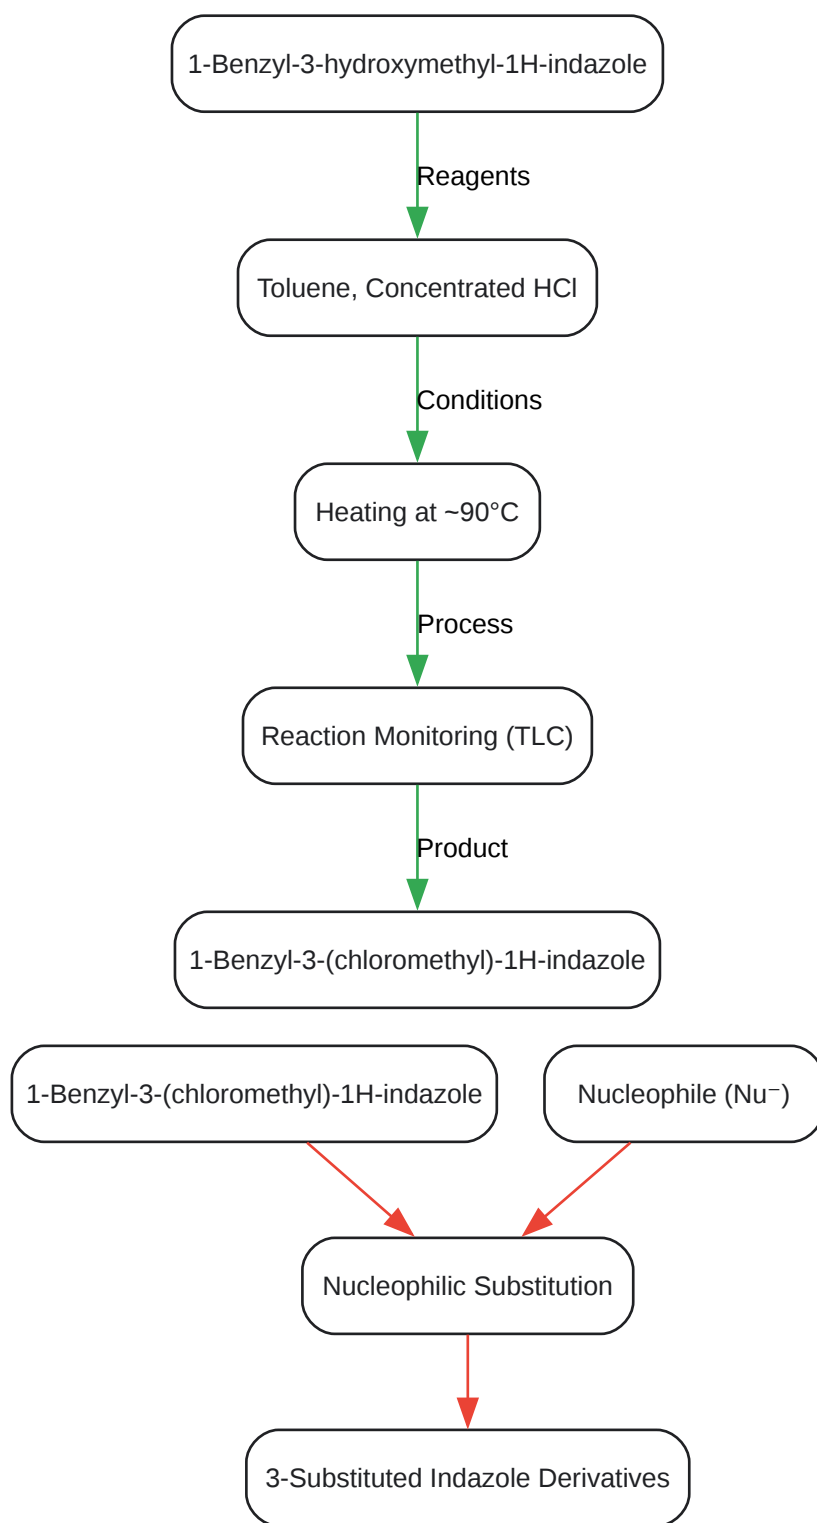 1-Benzyl-3-hydroxymethyl-1H-indazole
Reagents
Toluene, Concentrated HCl
Conditions
Heating at ~90°C
Process
Reaction Monitoring (TLC)
Product
1-Benzyl-3-(chloromethyl)-1H-indazole
1-Benzyl-3-(chloromethyl)-1H-indazole
Nucleophile (Nu⁻)
Nucleophilic Substitution
3-Substituted Indazole Derivatives